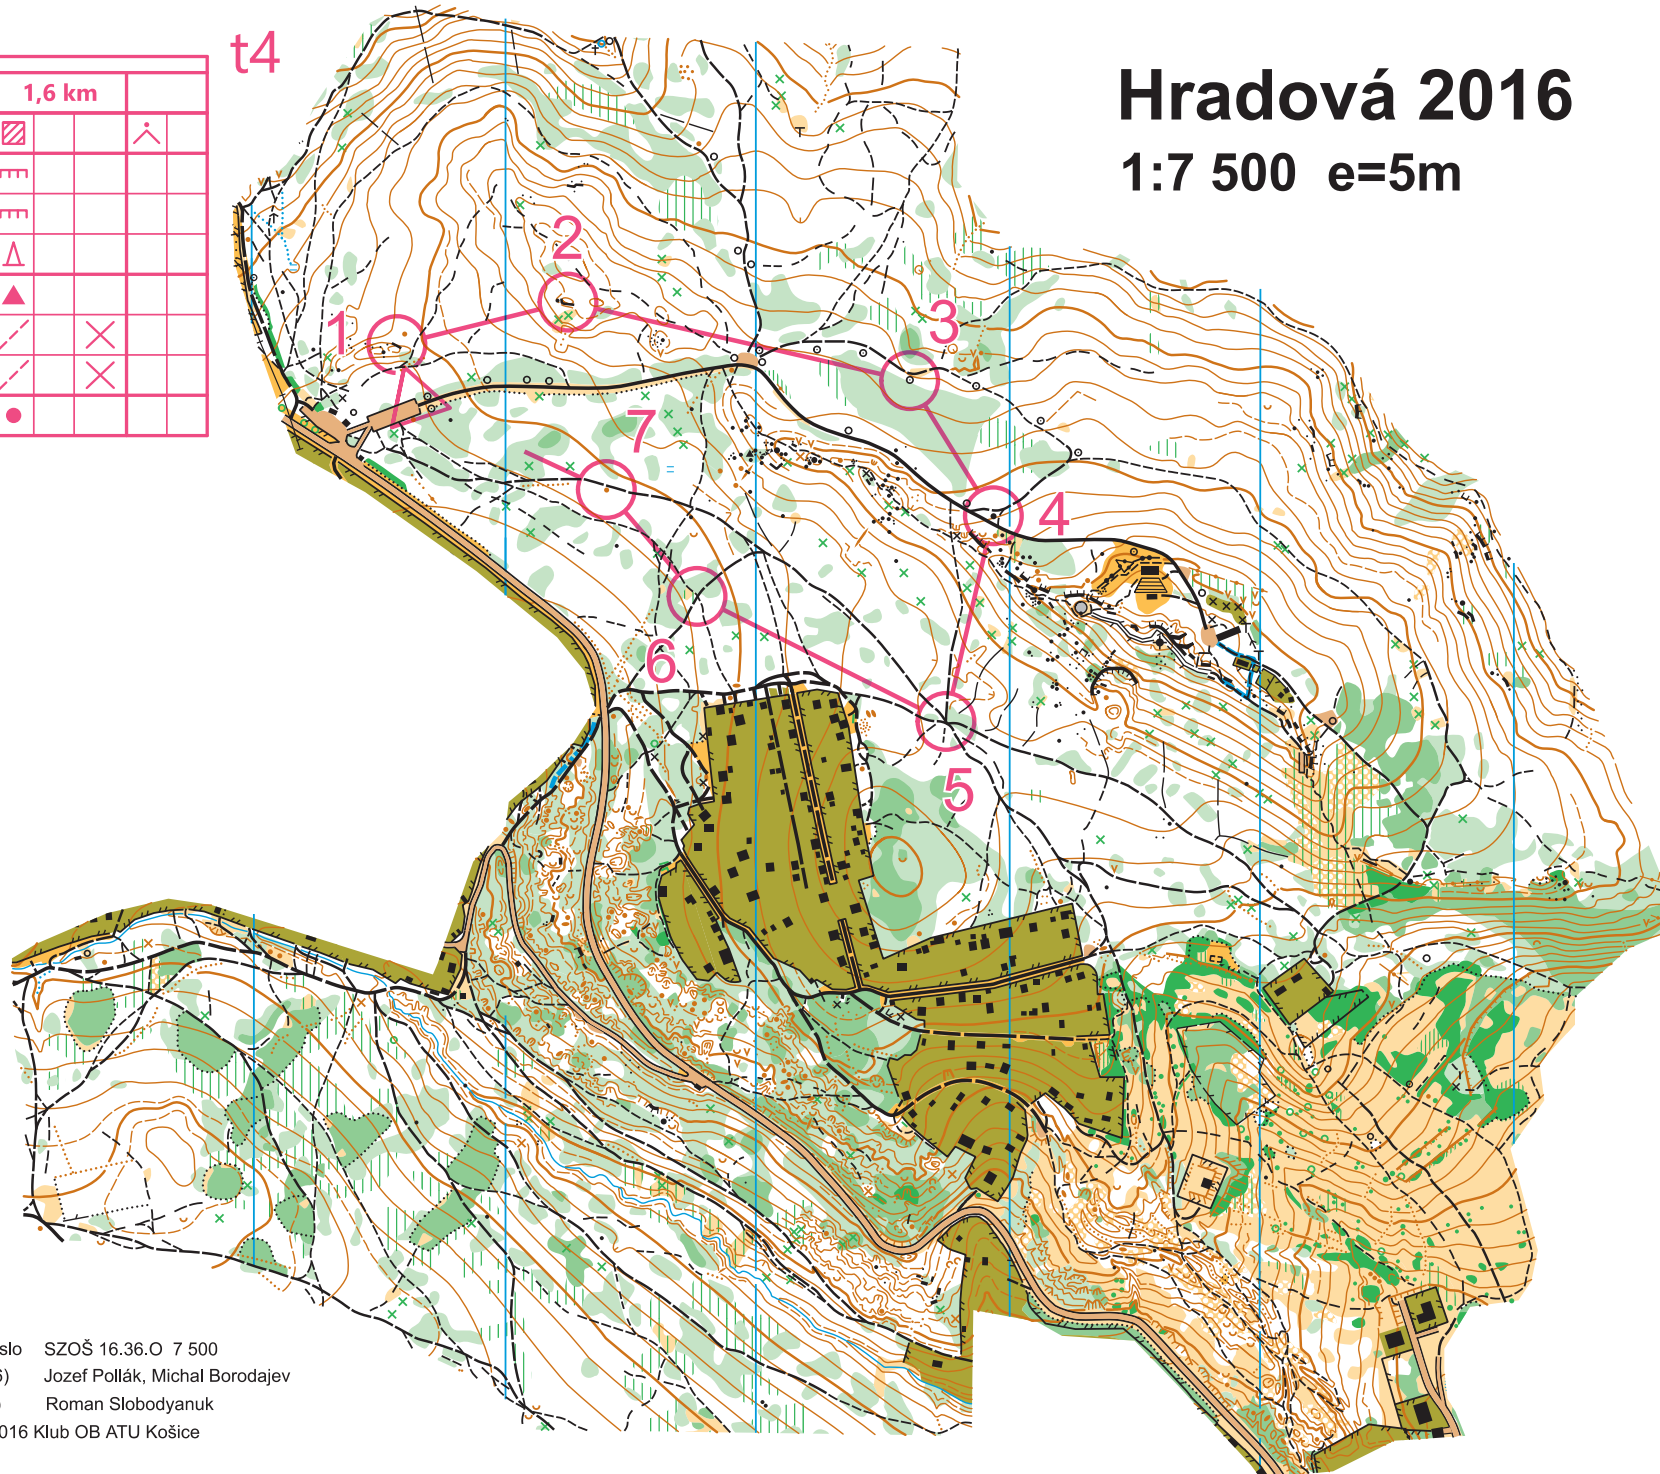 t4
1,6 km
Hradová 2016
1:7 500 e=5m
1
2
3
4
5
6
7
slo SZOŠ 16.36.O 7 500
6) Jozef Pollák, Michal Borodajev
Roman Slobodyanuk
016 Klub OB ATU Košice